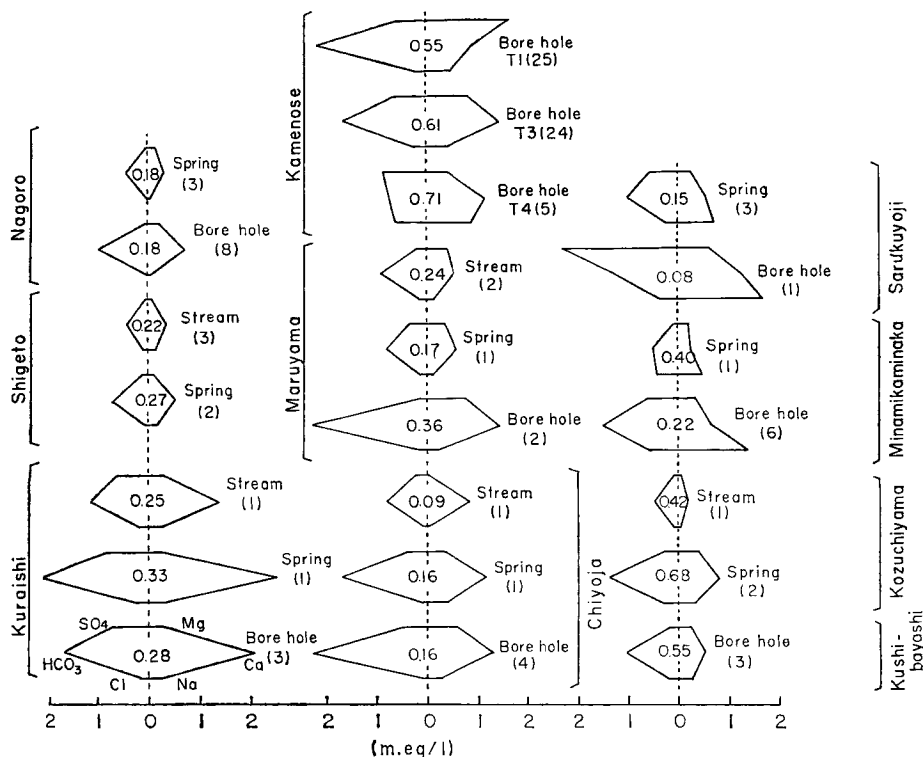 Nagoro
0.18
Spring
(3)
0.18
Bore hole
(8)
Shigeto
0.22
Stream
(3)
0.27
Spring
(2)
Kuraishi
0.25
Stream
(1)
0.33
Spring
(1)
SO4
Mg
HCO3
0.28
Bore hole
(3)
Ca
Cl
Na
Kamenose
0.55
Bore hole
T1(25)
0.61
Bore hole
T3(24)
0.71
Bore hole
T4(5)
Maruyama
0.24
Stream
(2)
0.17
Spring
(1)
0.36
Bore hole
(2)
0.09
Stream
(1)
0.16
Spring
(1)
0.16
Bore hole
(4)
Chiyoja
0.15
Spring
(3)
0.08
Bore hole
(1)
Sarukuyoji
0.40
Spring
(1)
0.22
Bore hole
(6)
Minamikaminaka
0.42
Stream
(1)
0.68
Spring
(2)
Kozuchiyama
0.55
Bore hole
(3)
Kushi-
bayashi
2 1 0 1 2 2 1 0 1 2 2 1 0 1 2
(m.eq/l)